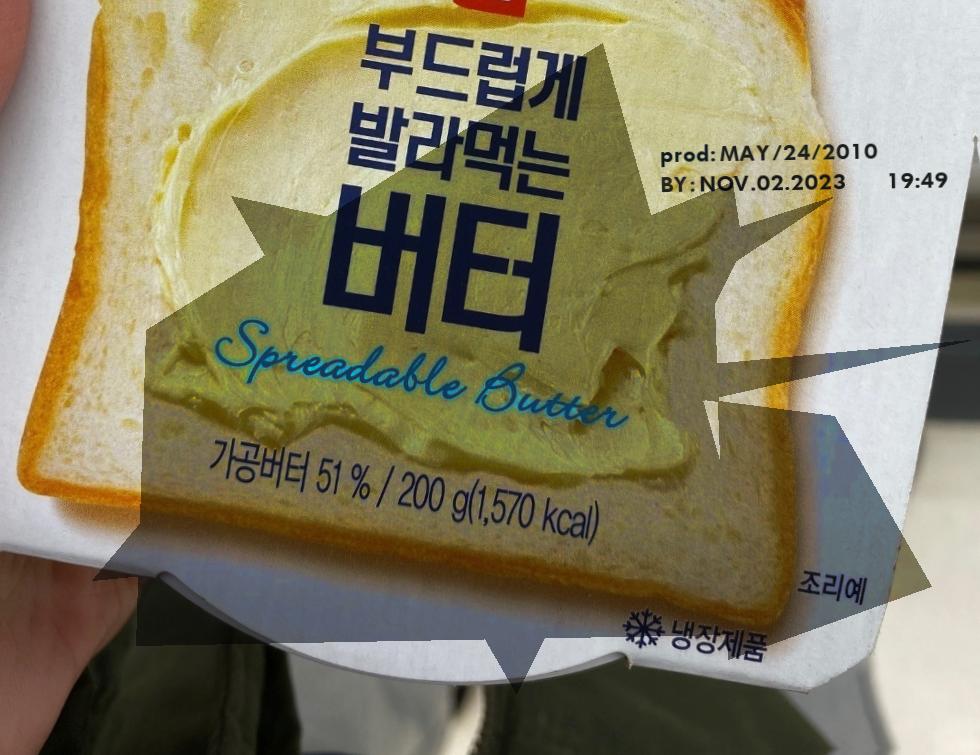 부드럽게
발라먹는
버터
Spreadable Butter
prod: MAY/24/2010
BY: NOV.02.2023 19:49
가공버터 51 % / 200 g(1,570 kcal)
조리예
냉장제품